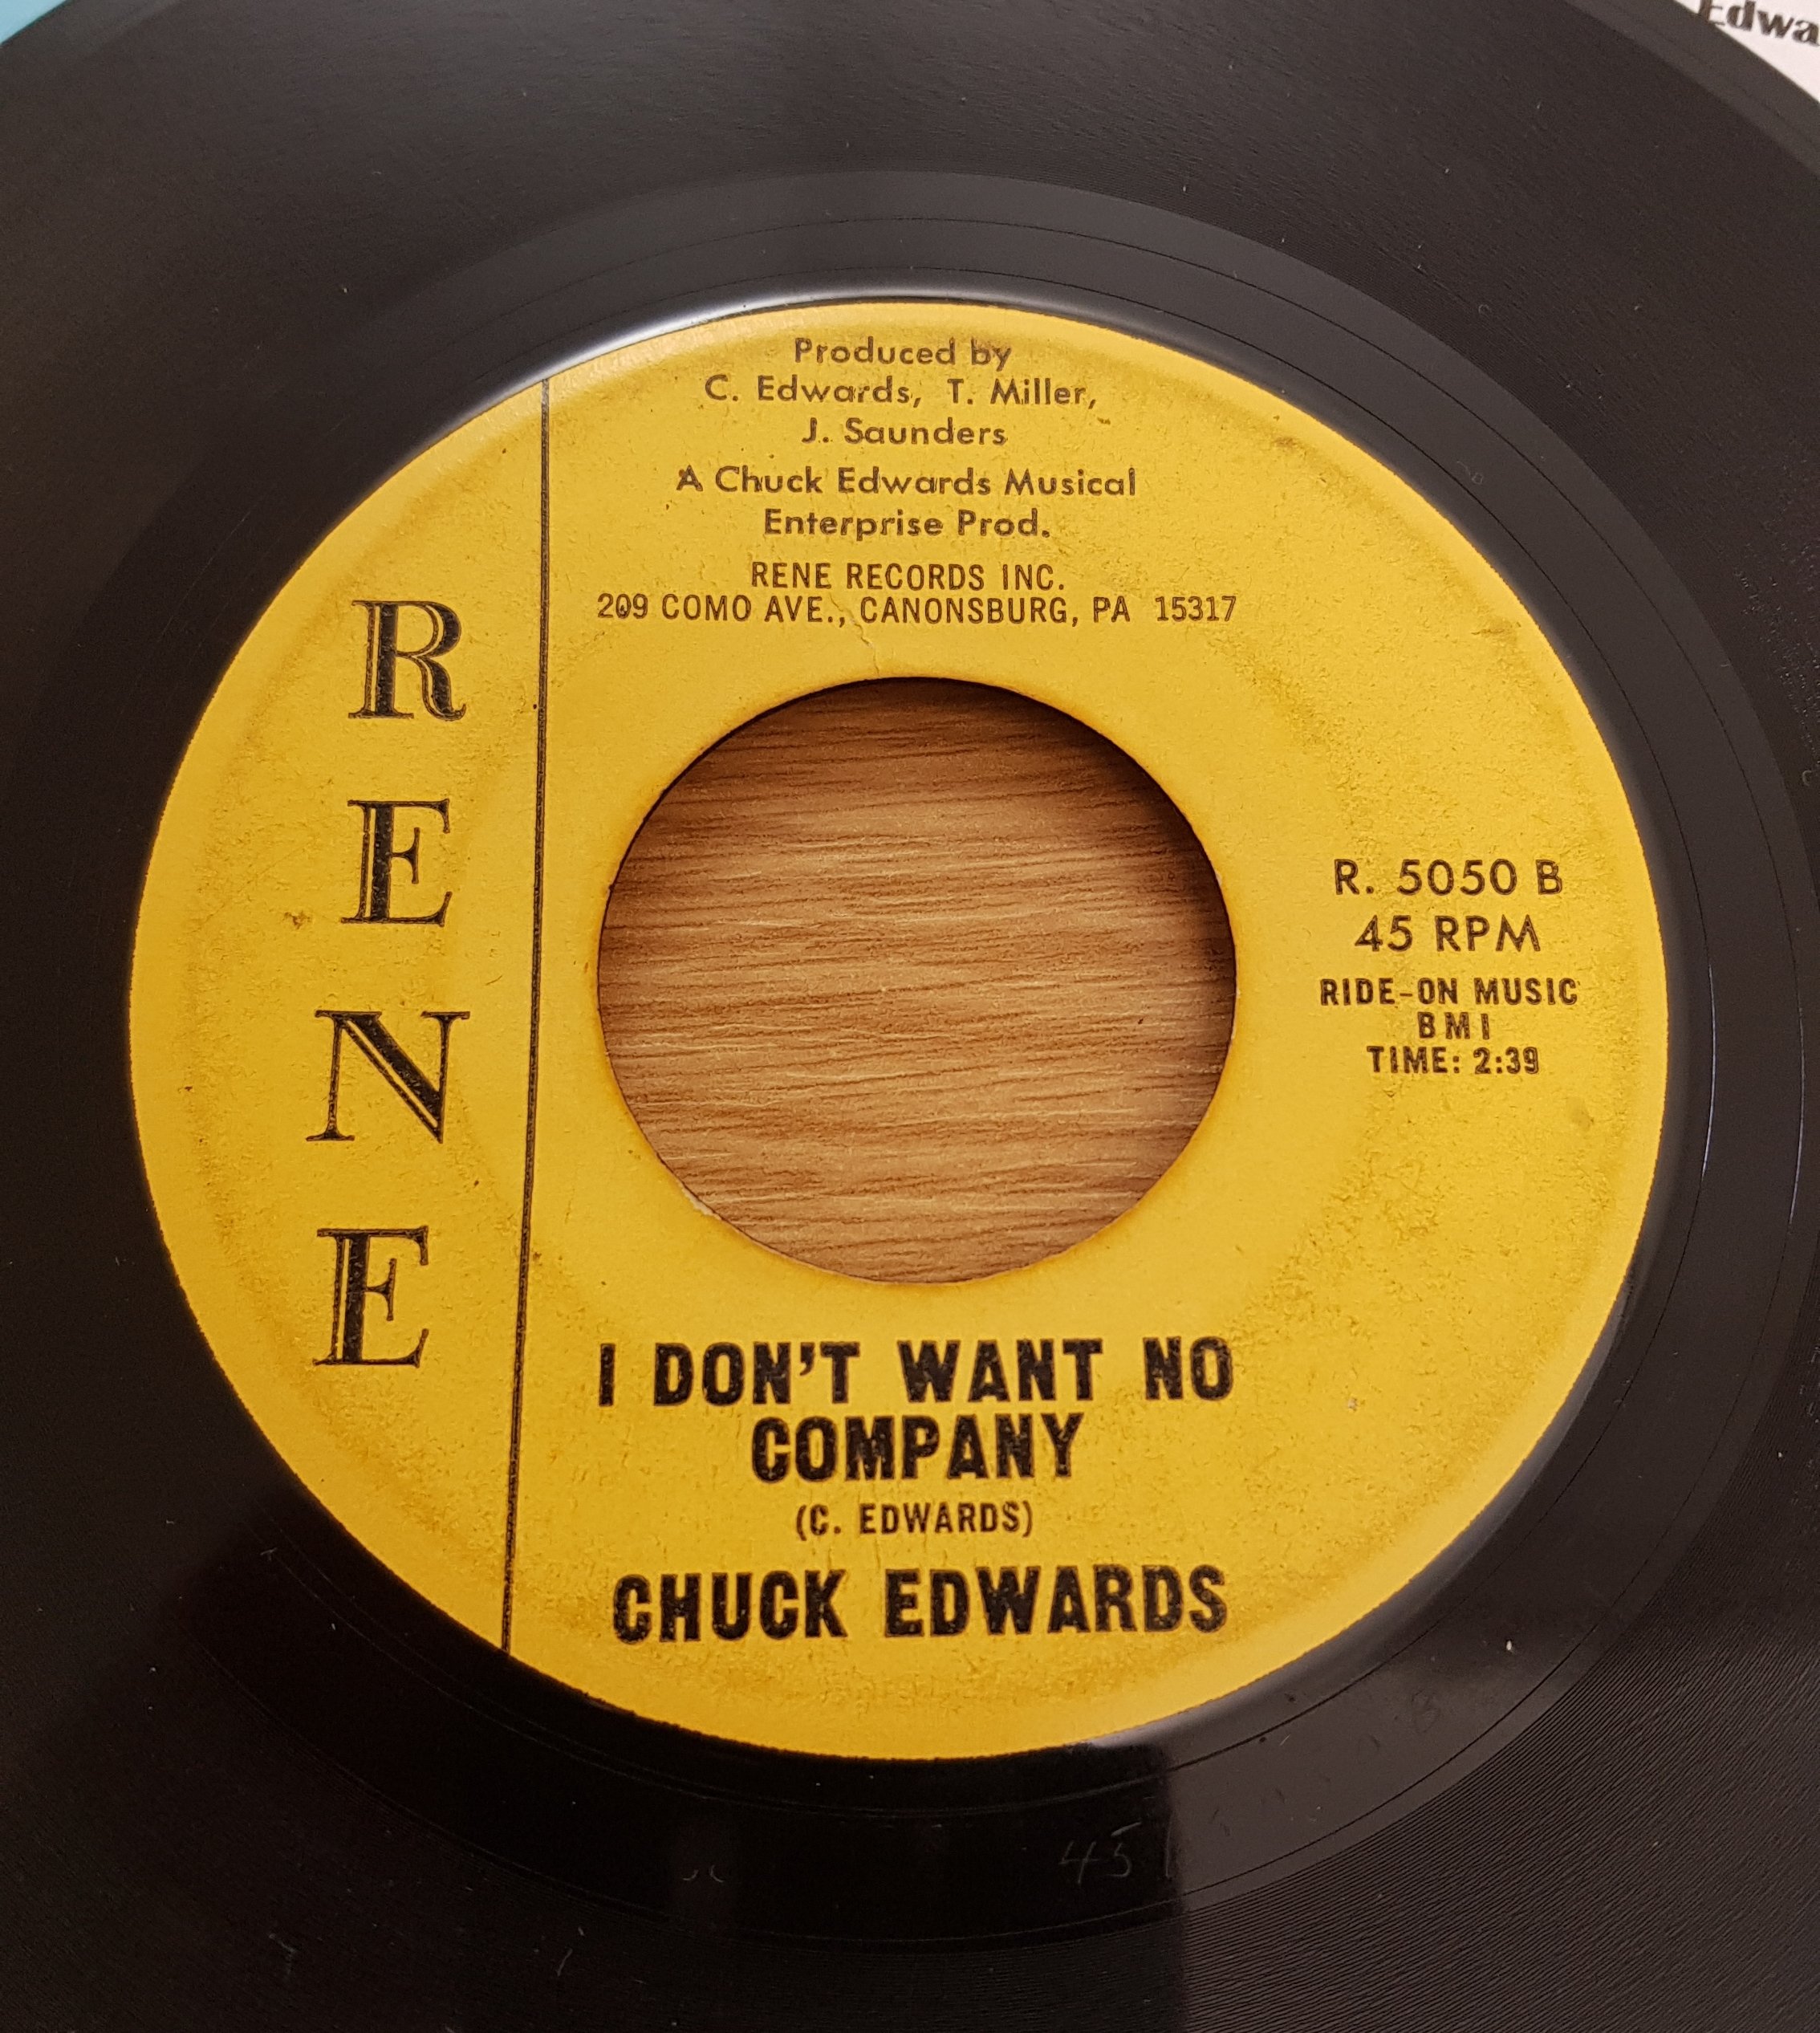 Edwa
Produced by
C. Edwards, T. Miller,
J. Saunders
A Chuck Edwards Musical
Enterprise Prod.
RENE RECORDS INC.
209 COMO AVE., CANONSBURG, PA 15317
RENE
R. 5050 B
45 RPM
RIDE-ON MUSIC
BMI
TIME: 2:39
I DON'T WANT NO
COMPANY
(C. EDWARDS)
CHUCK EDWARDS